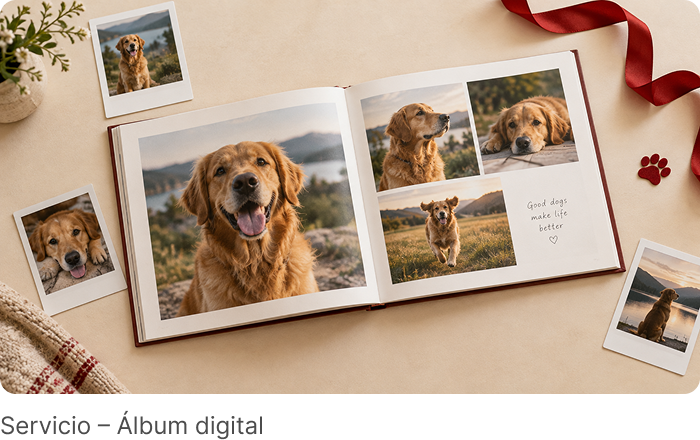 Good dogs
make life
better
♡
Servicio – Álbum digital